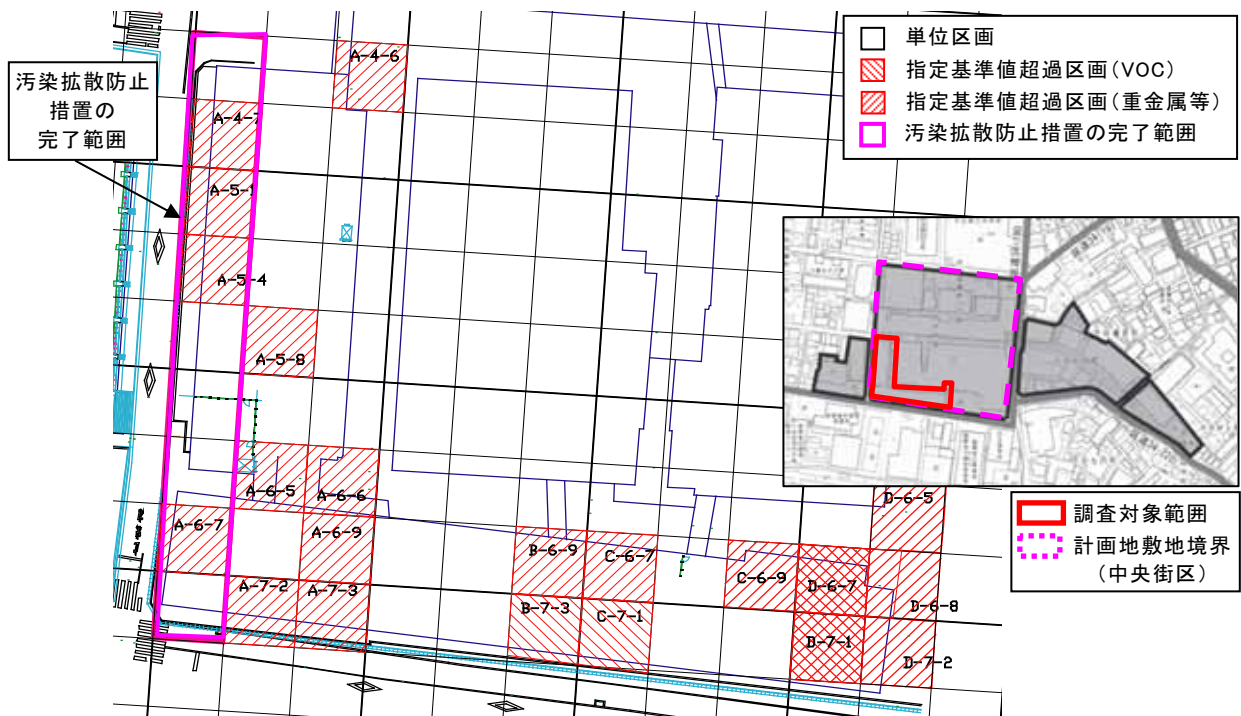 汚染拡散防止
措置の
完了範囲
単位区画
指定基準値超過区画(VOC)
指定基準値超過区画(重金属等)
汚染拡散防止措置の完了範囲
A-4-6
A-4-7
A-5-1
A-5-4
A-5-8
A-6-5
A-6-6
A-6-7
A-6-9
A-7-2
A-7-3
B-6-9
C-6-7
B-7-3
C-7-1
C-6-9
D-6-7
D-6-5
D-6-8
D-7-1
D-7-2
調査対象範囲
計画地敷地境界
(中央街区)